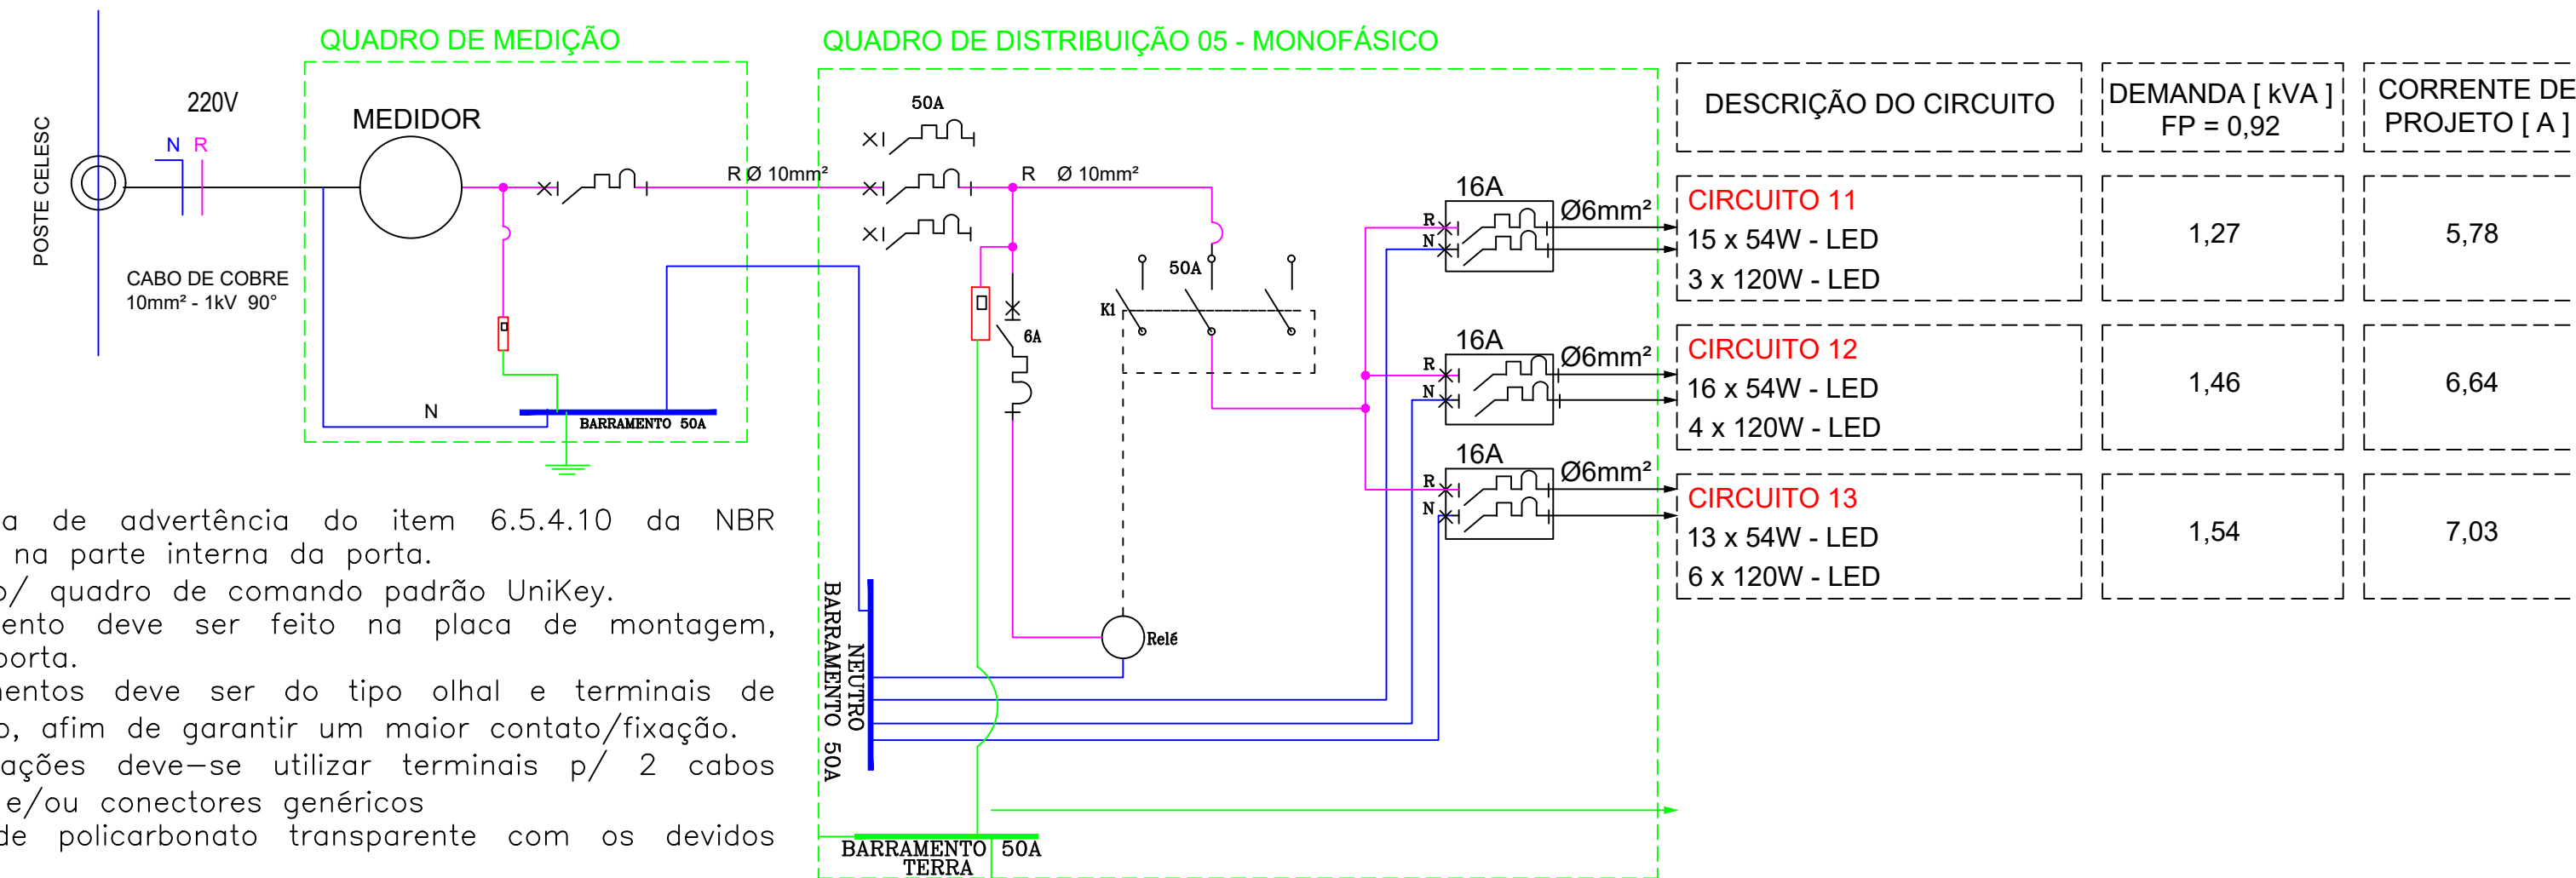 QUADRO DE MEDIÇÃO
QUADRO DE DISTRIBUIÇÃO 05 - MONOFÁSICO
POSTE CELESC
220V
N R
CABO DE COBRE
10mm² - 1kV 90°
MEDIDOR
N
BARRAMENTO 50A
R Ø 10mm²
50A
R Ø 10mm²
6A
K1
50A
Relé
NEUTRO
BARRAMENTO 50A
BARRAMENTO 50A
TERRA
16A
R
N
Ø6mm²
16A
R
N
Ø6mm²
16A
R
N
Ø6mm²
DESCRIÇÃO DO CIRCUITO
DEMANDA [ kVA ]
FP = 0,92
CORRENTE DE
PROJETO [ A ]
CIRCUITO 11
15 x 54W - LED
3 x 120W - LED
1,27
5,78
CIRCUITO 12
16 x 54W - LED
4 x 120W - LED
1,46
6,64
CIRCUITO 13
13 x 54W - LED
6 x 120W - LED
1,54
7,03
de advertência do item 6.5.4.10 da NBR
na parte interna da porta.
quadro de comando padrão UniKey.
deve ser feito na placa de montagem,
porta.
deve ser do tipo olhal e terminais de
afim de garantir um maior contato/fixação.
deve-se utilizar terminais p/ 2 cabos
e/ou conectores genéricos
de policarbonato transparente com os devidos